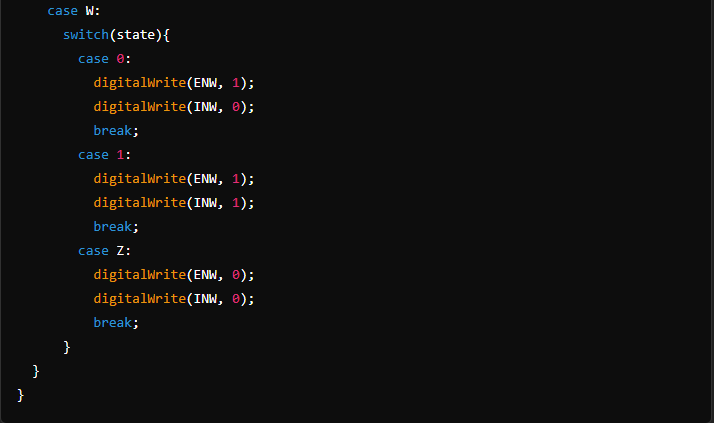 case W:
switch(state){
case 0:
digitalWrite(ENW, 1);
digitalWrite(INW, 0);
break;
case 1:
digitalWrite(ENW, 1);
digitalWrite(INW, 1);
break;
case Z:
digitalWrite(ENW, 0);
digitalWrite(INW, 0);
break;
}
}
}